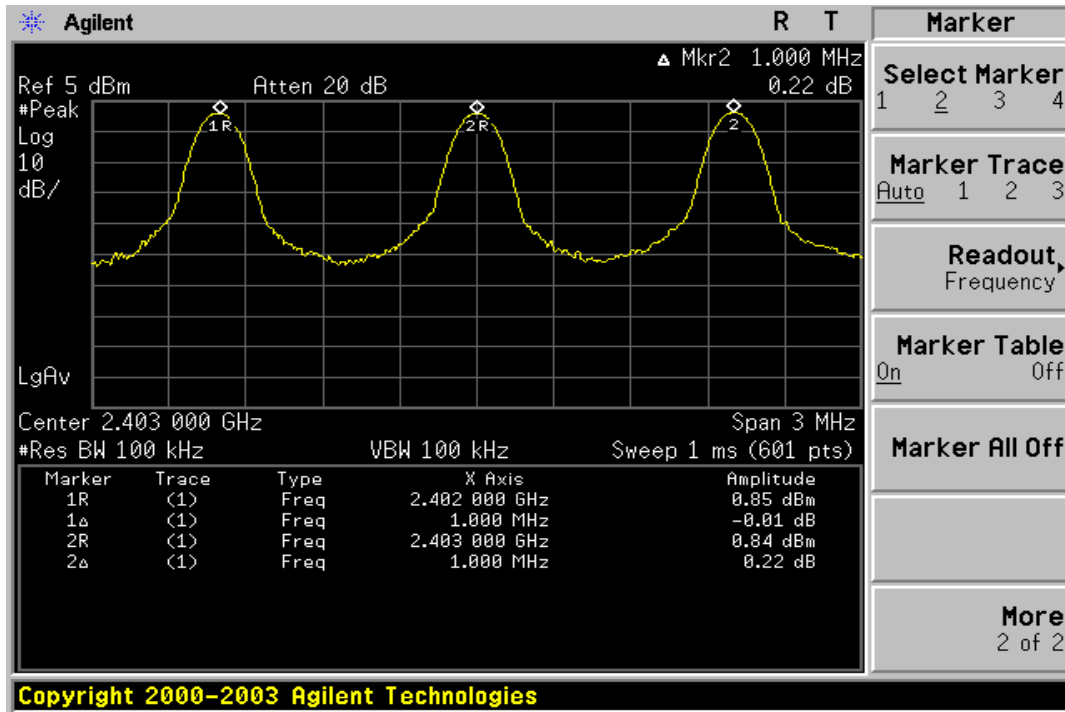 Agilent R T
Δ Mkr2 1.000 MHz
Ref 5 dBm Atten 20 dB 0.22 dB
#Peak
Log
10
dB/
1R 2R 2
LgAv
Center 2.403 000 GHz Span 3 MHz
#Res BW 100 kHz VBW 100 kHz Sweep 1 ms (601 pts)
Marker Trace Type X Axis Amplitude
1R (1) Freq 2.402 000 GHz 0.85 dBm
1Δ (1) Freq 1.000 MHz -0.01 dB
2R (1) Freq 2.403 000 GHz 0.84 dBm
2Δ (1) Freq 1.000 MHz 0.22 dB
Copyright 2000-2003 Agilent Technologies
Marker
Select Marker
1 2 3 4
Marker Trace
Auto 1 2 3
Readout
Frequency
Marker Table
On Off
Marker All Off
More
2 of 2